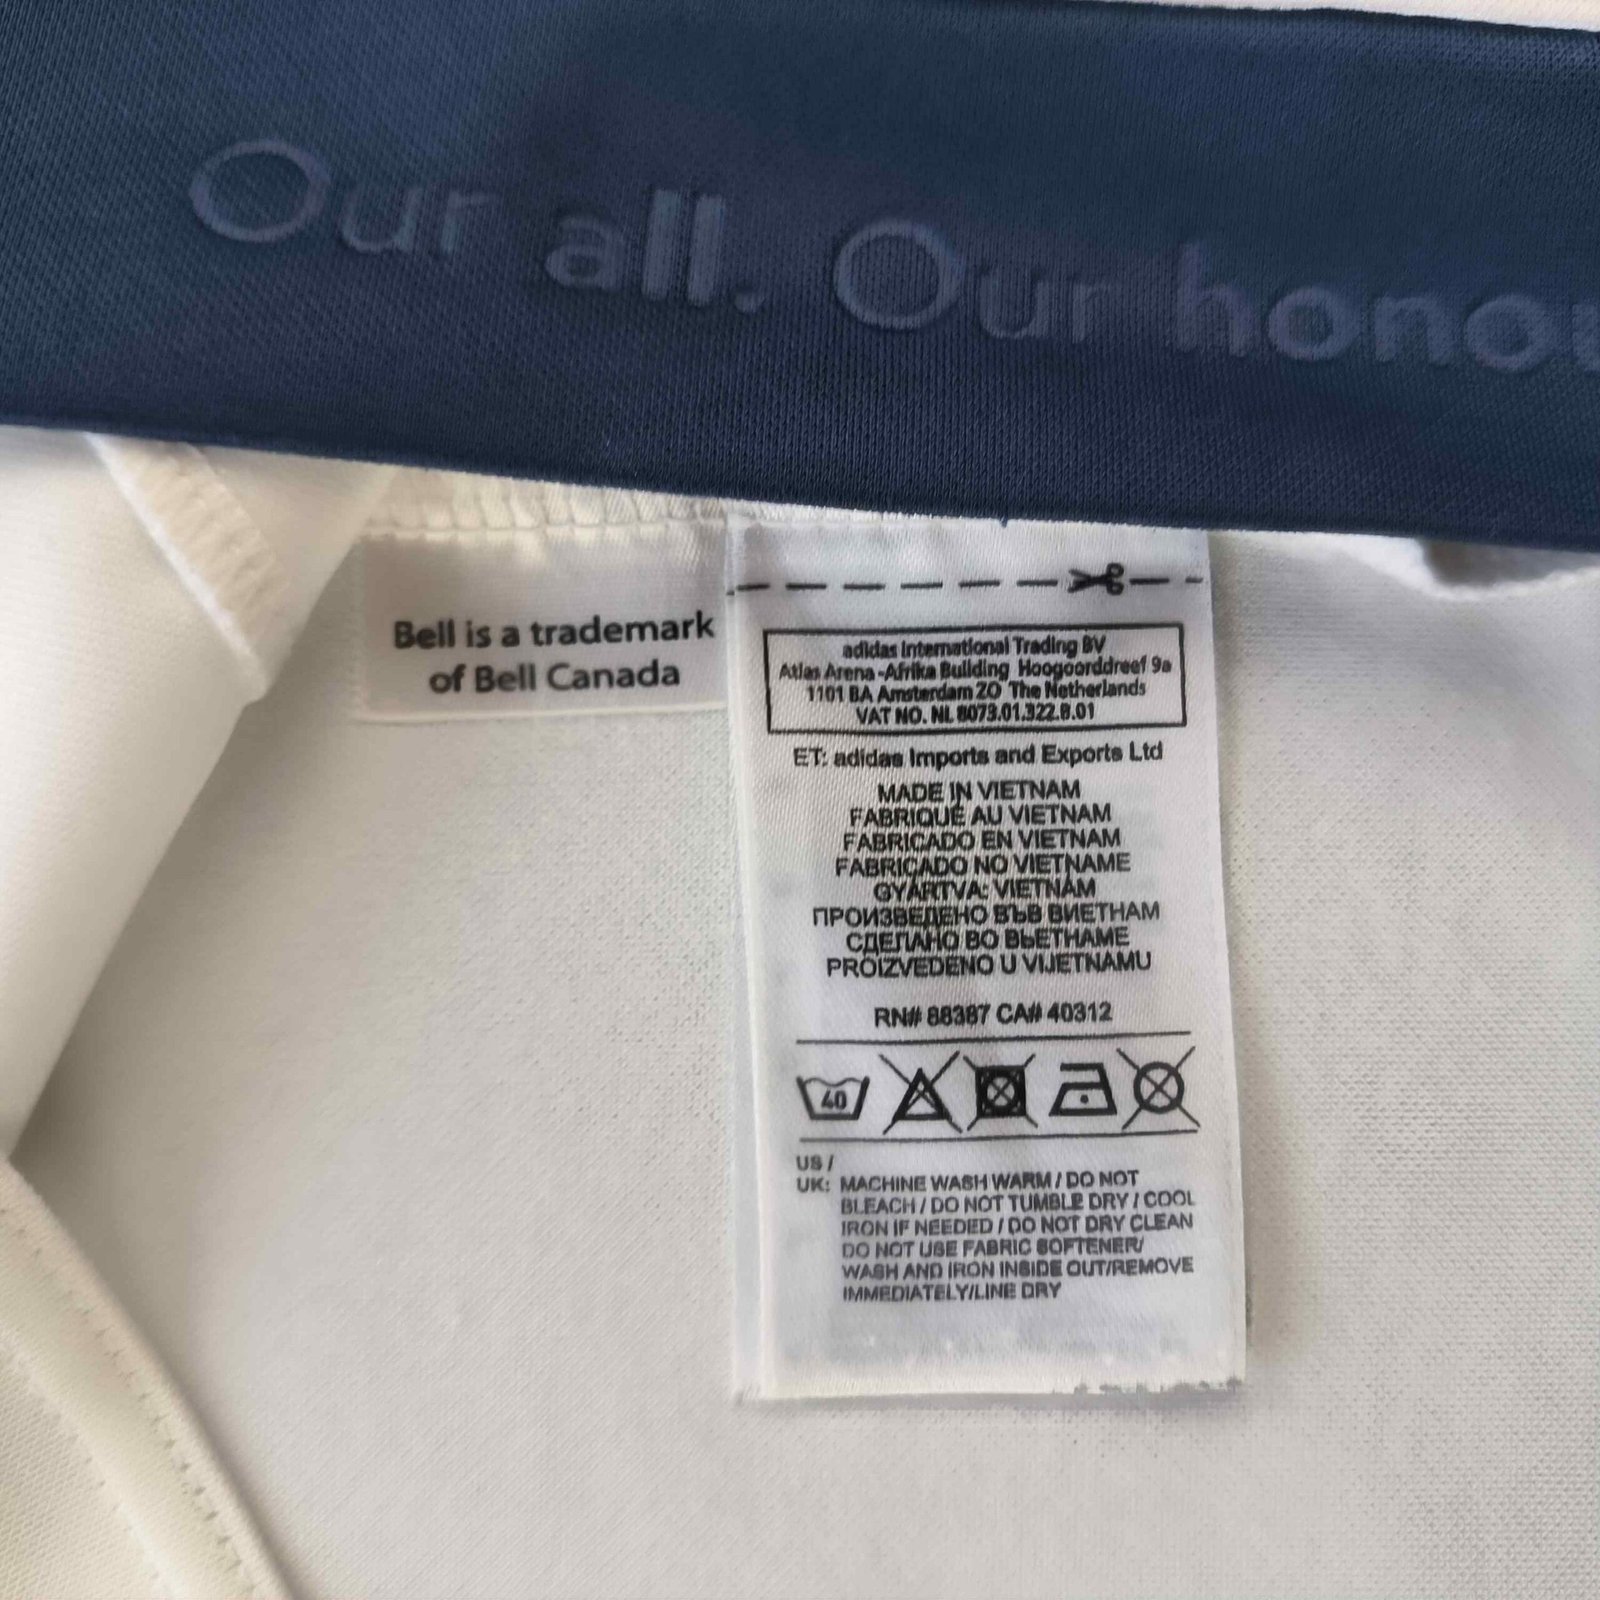 Our all. Our honou
Bell is a trademark
of Bell Canada
adidas International Trading BV
Atlas Arena -Afrika Building Hoogoorddreef 9a
1101 BA Amsterdam ZO The Netherlands
VAT NO. NL 8073.01.322.B.01
ET: adidas Imports and Exports Ltd
MADE IN VIETNAM
FABRIQUÉ AU VIETNAM
FABRICADO EN VIETNAM
FABRICADO NO VIETNAME
GYÁRTVA: VIETNÁM
ПРОИЗВЕДЕНО ВЪВ ВИЕТНАМ
СДЕЛАНО ВО ВЬЕТНАМЕ
PROIZVEDENO U VIJETNAMU
RN# 88387 CA# 40312
40
US /
UK: MACHINE WASH WARM / DO NOT
BLEACH / DO NOT TUMBLE DRY / COOL
IRON IF NEEDED / DO NOT DRY CLEAN
DO NOT USE FABRIC SOFTENER/
WASH AND IRON INSIDE OUT/REMOVE
IMMEDIATELY/LINE DRY